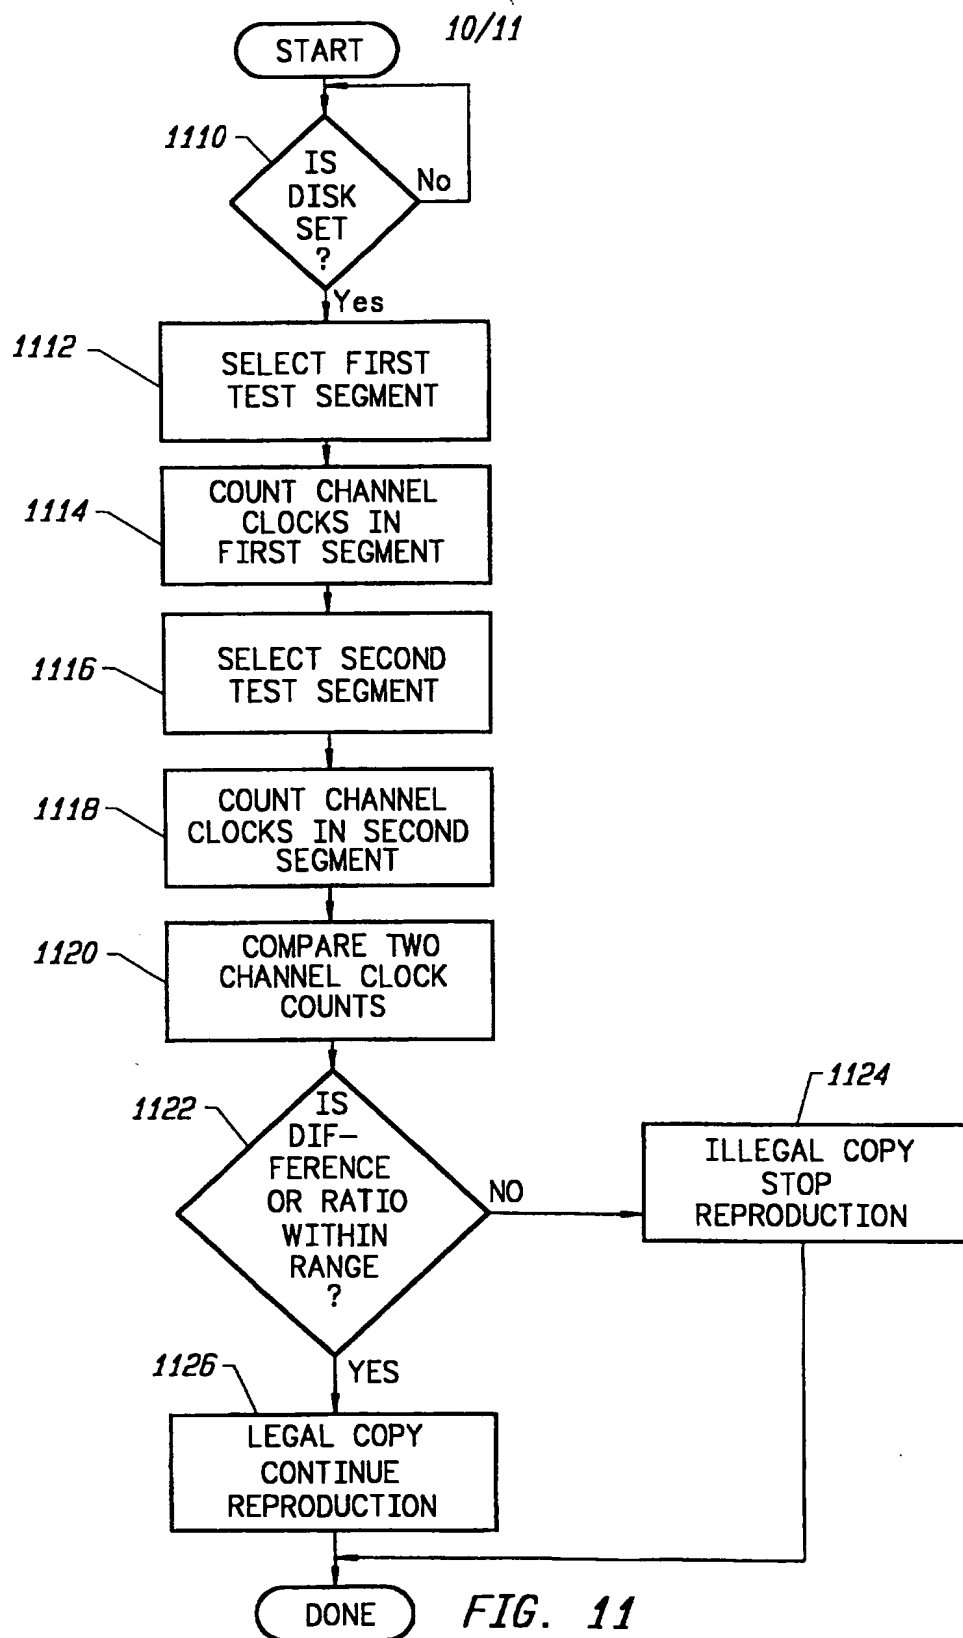 10/11
START
1110
IS
DISK
SET
?
No
Yes
1112
SELECT FIRST
TEST SEGMENT
1114
COUNT CHANNEL
CLOCKS IN
FIRST SEGMENT
1116
SELECT SECOND
TEST SEGMENT
1118
COUNT CHANNEL
CLOCKS IN SECOND
SEGMENT
1120
COMPARE TWO
CHANNEL CLOCK
COUNTS
1122
IS
DIF-
FERENCE
OR RATIO
WITHIN
RANGE
?
NO
1124
ILLEGAL COPY
STOP
REPRODUCTION
YES
1126
LEGAL COPY
CONTINUE
REPRODUCTION
DONE
FIG. 11